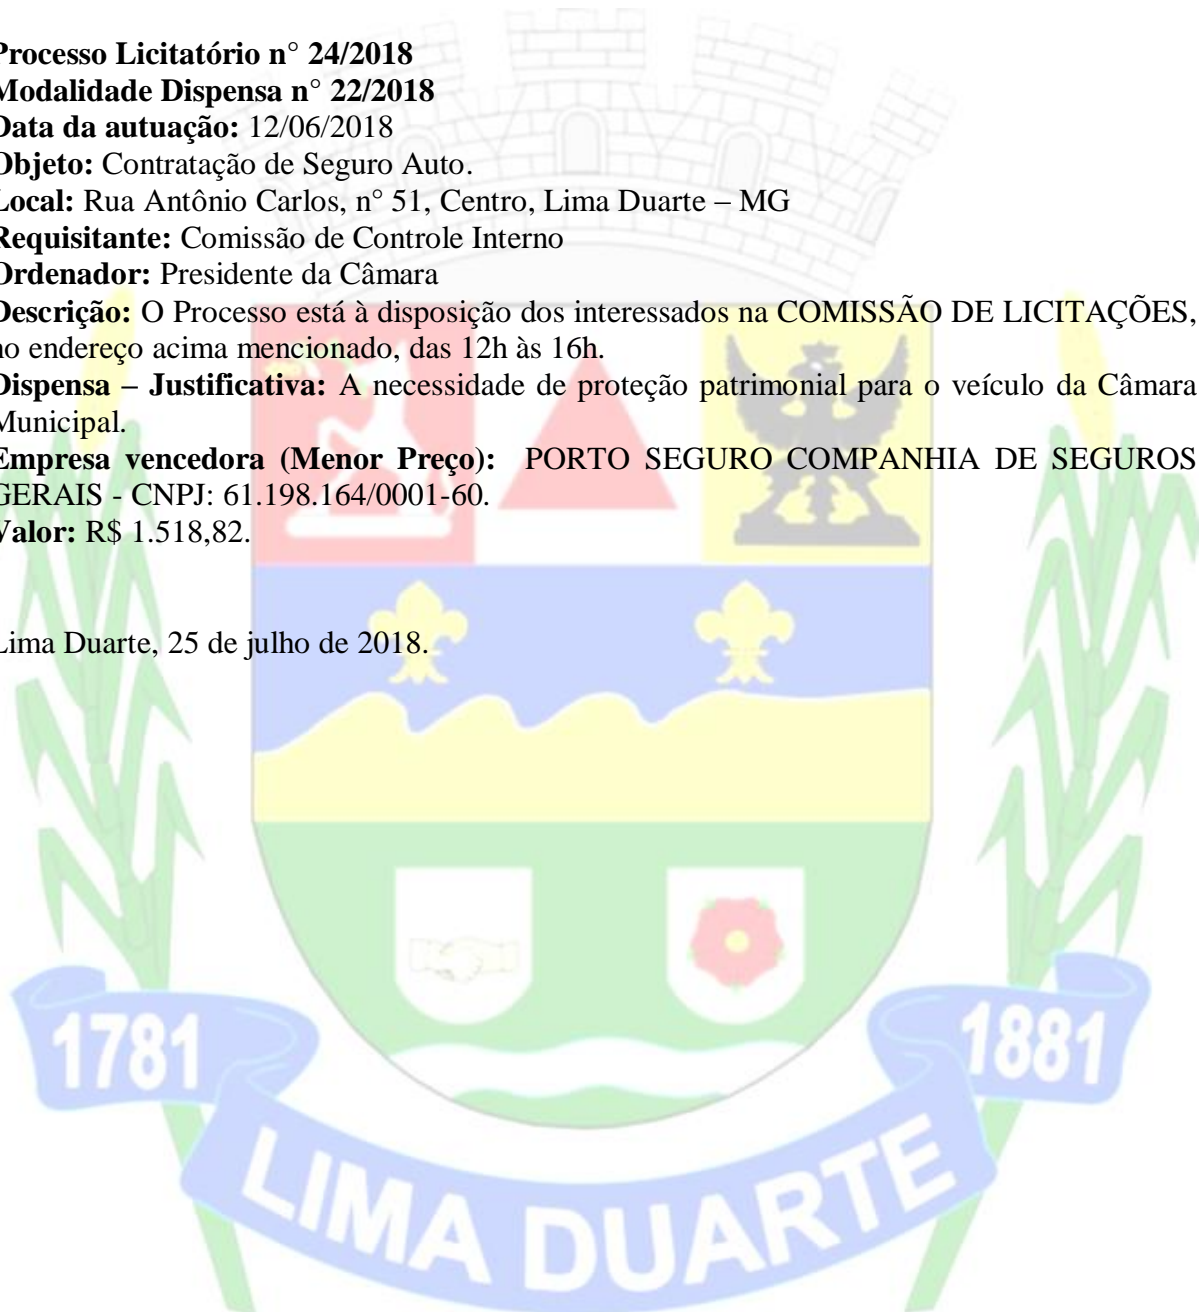 Processo Licitatório n° 24/2018
Modalidade Dispensa n° 22/2018
Data da autuação: 12/06/2018
Objeto: Contratação de Seguro Auto.
Local: Rua Antônio Carlos, n° 51, Centro, Lima Duarte – MG
Requisitante: Comissão de Controle Interno
Ordenador: Presidente da Câmara
Descrição: O Processo está à disposição dos interessados na COMISSÃO DE LICITAÇÕES,
no endereço acima mencionado, das 12h às 16h.
Dispensa – Justificativa: A necessidade de proteção patrimonial para o veículo da Câmara
Municipal.
Empresa vencedora (Menor Preço): PORTO SEGURO COMPANHIA DE SEGUROS
GERAIS - CNPJ: 61.198.164/0001-60.
Valor: R$ 1.518,82.
Lima Duarte, 25 de julho de 2018.
1781
1881
LIMA DUARTE